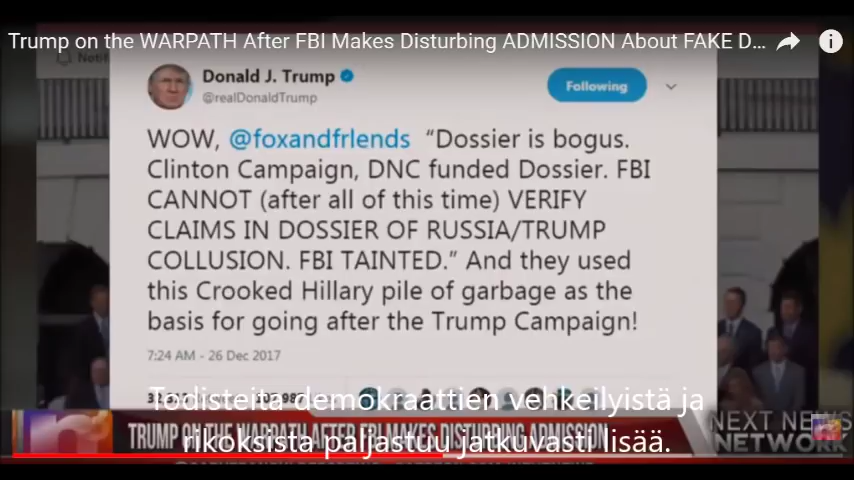 Trump on the WARPATH After FBI Makes Disturbing ADMISSION About FAKE D...
Notif
Donald J. Trump
@realDonaldTrump
Following
WOW, @foxandfrlends “Dossier is bogus.
Clinton Campaign, DNC funded Dossier. FBI
CANNOT (after all of this time) VERIFY
CLAIMS IN DOSSIER OF RUSSIA/TRUMP
COLLUSION. FBI TAINTED.” And they used
this Crooked Hillary pile of garbage as the
basis for going after the Trump Campaign!
7:24 AM - 26 Dec 2017
Todisteita demokraattien vehkeilyistä ja
rikoksista paljastuu jatkuvasti lisää.
TRUMP ON THE WARPATH AFTER FBI MAKES DISTURBING ADMISSION
NEXT NEWS
NETWORK